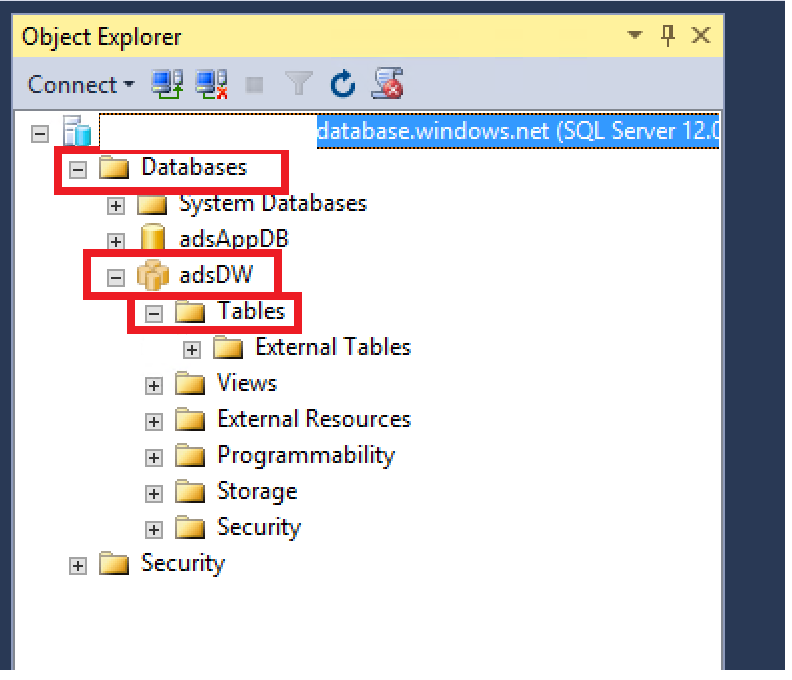 Object Explorer
Connect
database.windows.net (SQL Server 12.0
Databases
System Databases
adsAppDB
adsDW
Tables
External Tables
Views
External Resources
Programmability
Storage
Security
Security